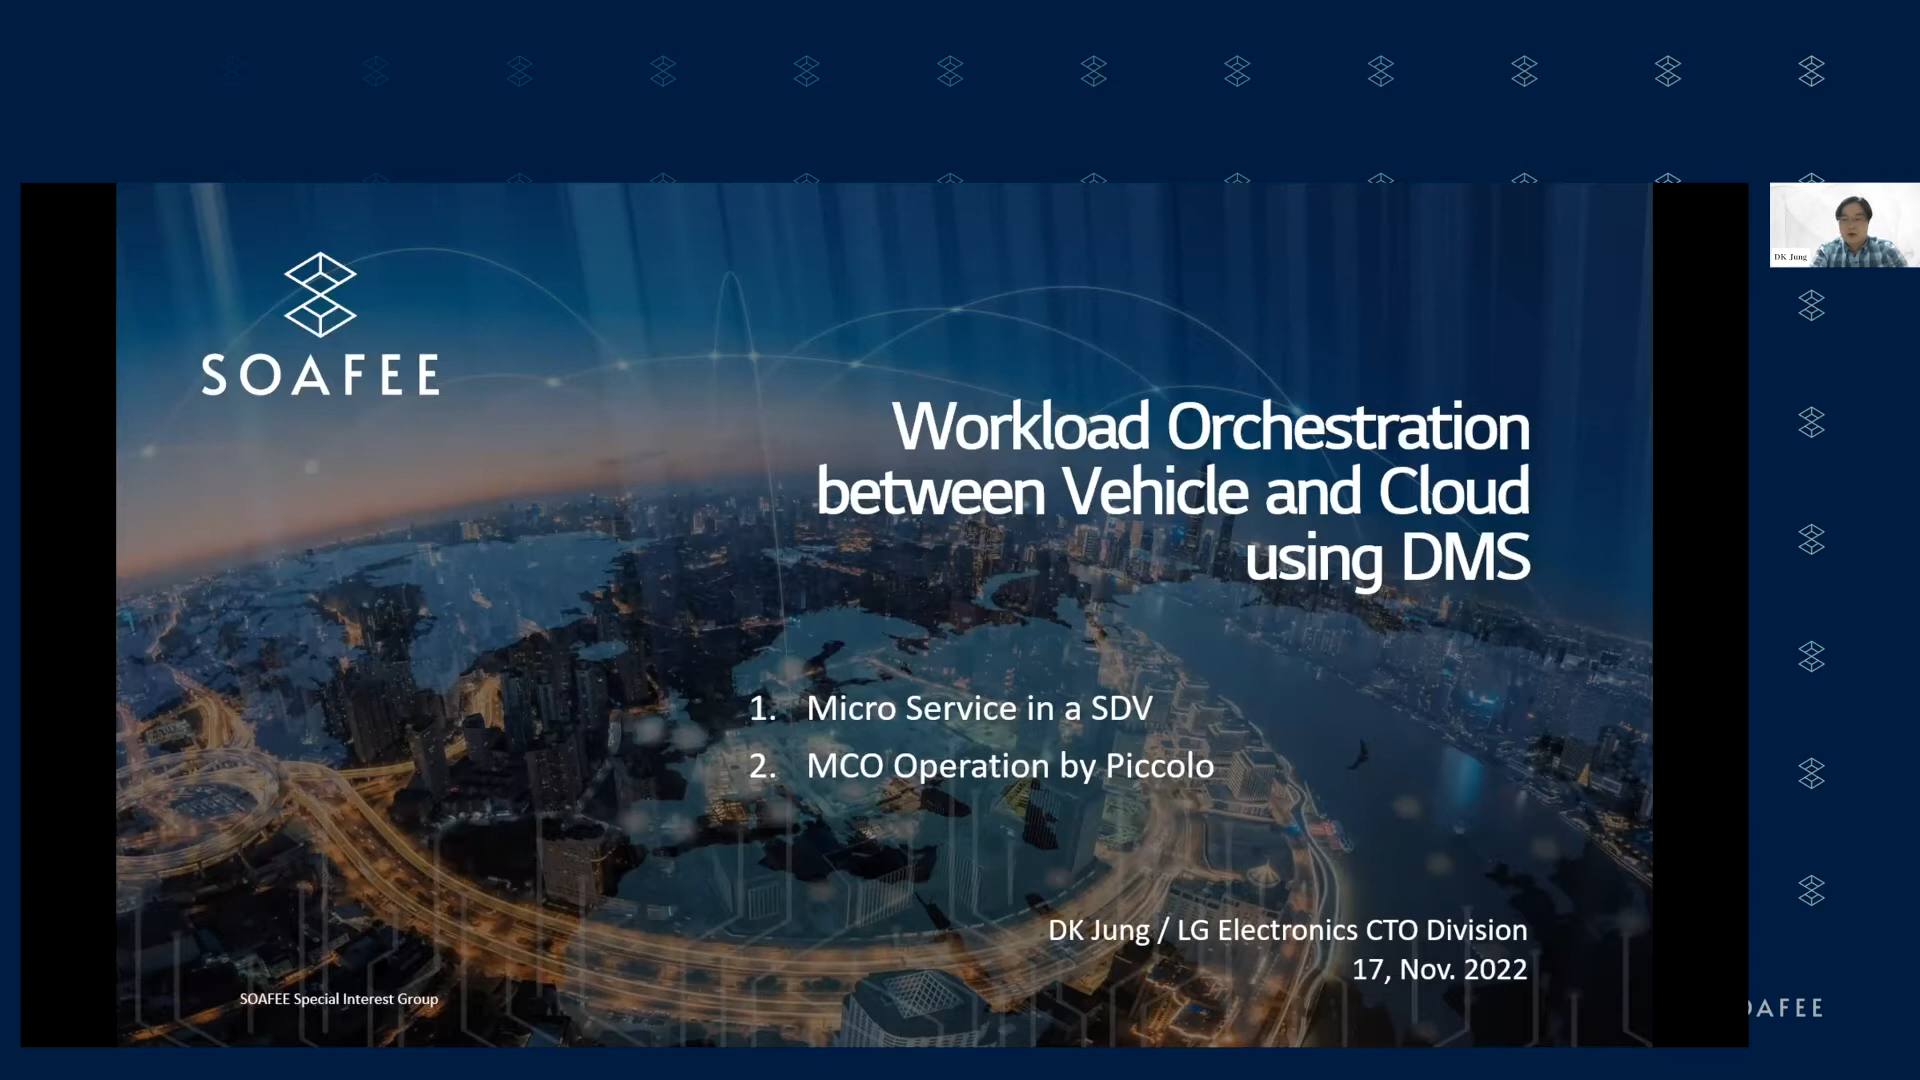 SOAFEE
Workload Orchestration
between Vehicle and Cloud
using DMS
1. Micro Service in a SDV
2. MCO Operation by Piccolo
DK Jung / LG Electronics CTO Division
17, Nov. 2022
SOAFEE Special Interest Group
DK Jung
OAFEE